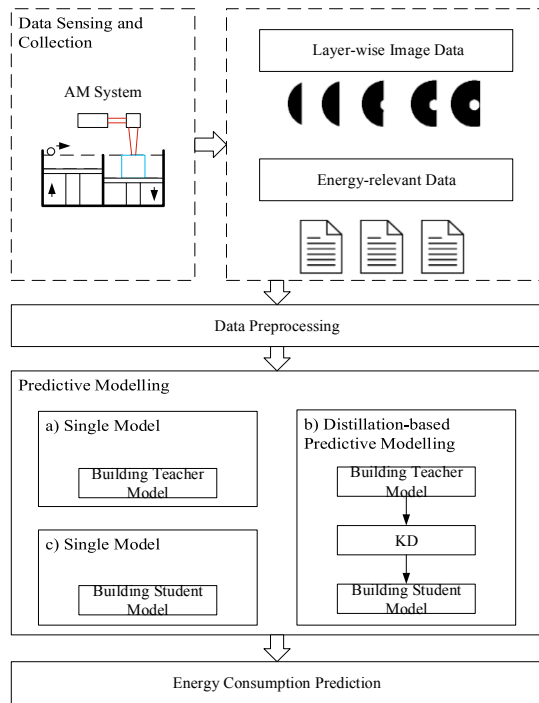 Data Sensing and
Collection
AM System
Layer-wise Image Data
Energy-relevant Data
Data Preprocessing
Predictive Modelling
a) Single Model
Building Teacher
Model
c) Single Model
Building Student
Model
b) Distillation-based
Predictive Modelling
Building Teacher
Model
KD
Building Student
Model
Energy Consumption Prediction